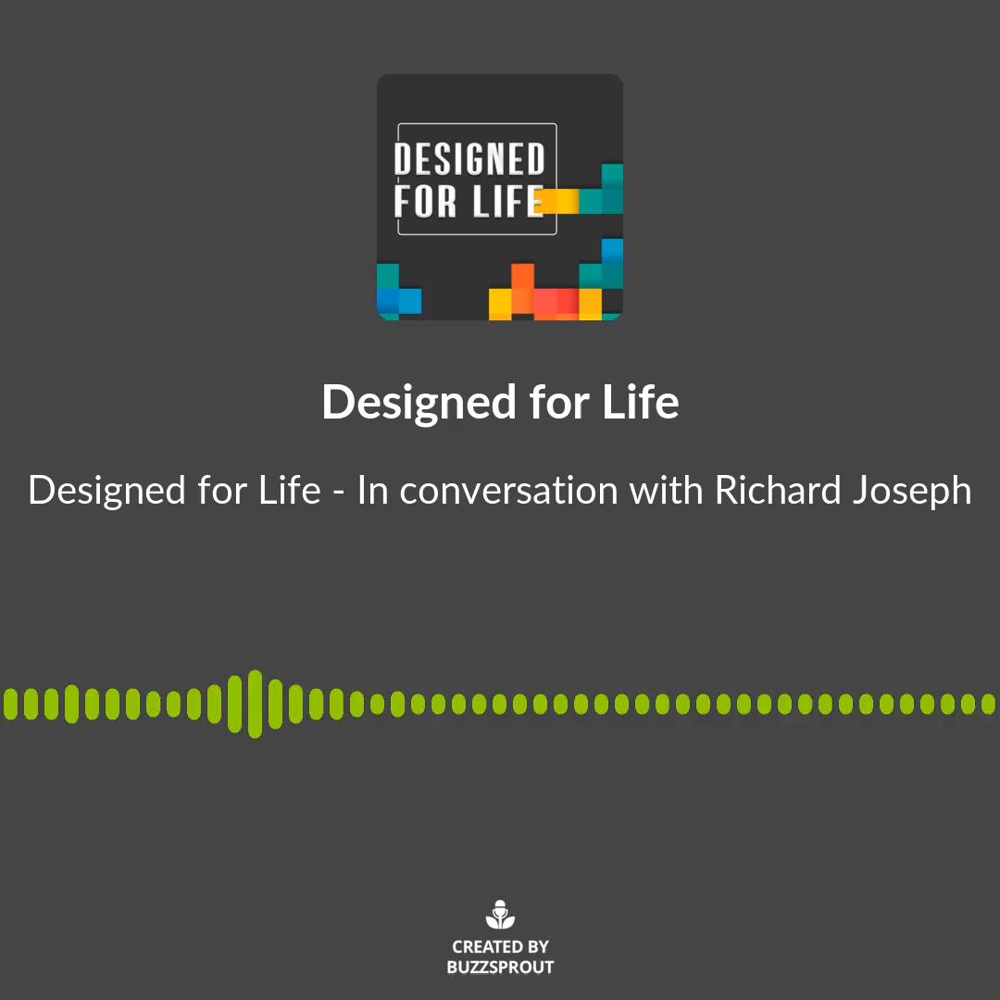 DESIGNED
FOR LIFE
Designed for Life
Designed for Life - In conversation with Richard Joseph
CREATED BY
BUZZSPROUT